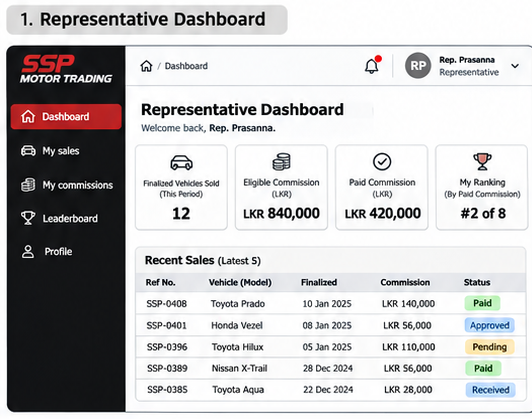 1. Representative Dashboard
SSP
MOTOR TRADING
/ Dashboard
RP
Rep. Prasanna
Representative
Dashboard
My sales
My commissions
Leaderboard
Profile
Representative Dashboard
Welcome back, Rep. Prasanna.
Finalized Vehicles Sold
(This Period)
12
Eligible Commission
(LKR)
LKR 840,000
Paid Commission
(LKR)
LKR 420,000
My Ranking
(By Paid Commission)
#2 of 8
Recent Sales (Latest 5)
Ref No. Vehicle (Model) Finalized Commission Status
SSP-0408 Toyota Prado 10 Jan 2025 LKR 140,000 Paid
SSP-0401 Honda Vezel 08 Jan 2025 LKR 56,000 Approved
SSP-0396 Toyota Hilux 05 Jan 2025 LKR 110,000 Pending
SSP-0389 Nissan X-Trail 28 Dec 2024 LKR 56,000 Paid
SSP-0385 Toyota Aqua 22 Dec 2024 LKR 28,000 Received